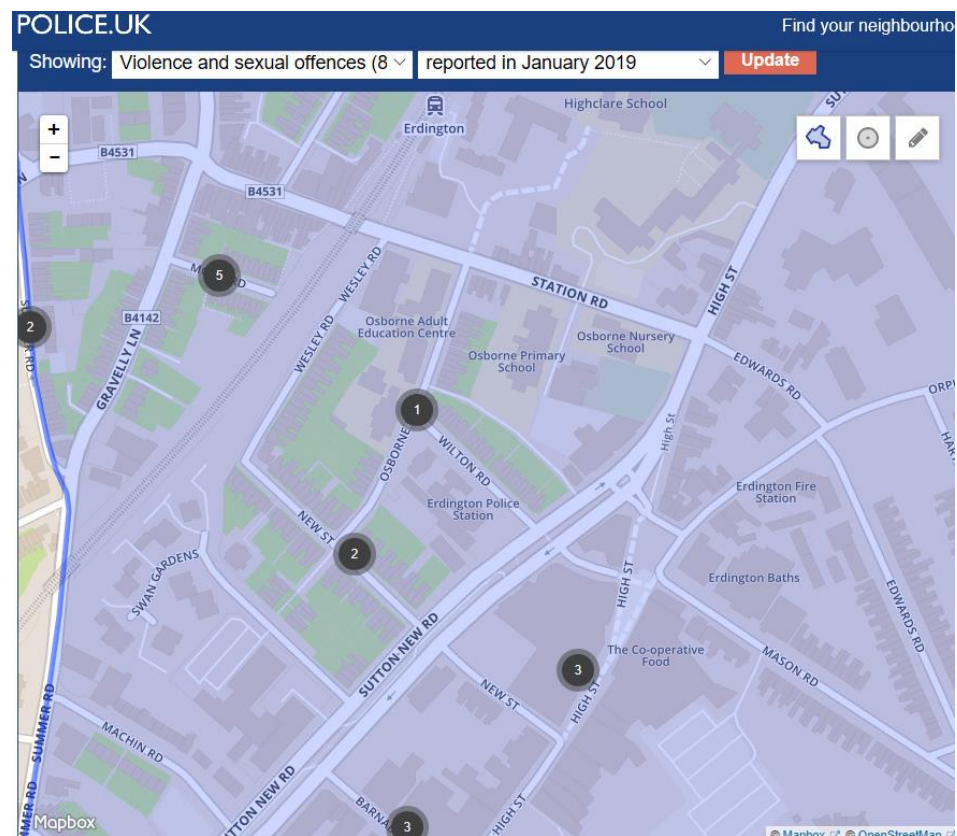 POLICE.UK
Find your neighbourho
Showing: Violence and sexual offences (8
reported in January 2019
Update
+
−
Highclare School
Erdington
B4531
B4531
STATION RD
HIGH ST
5
B4142
2
GRAVELLY LN
WESLEY RD
WESLEY RD
Osborne Adult
Education Centre
Osborne Primary
School
Osborne Nursery
School
EDWARDS RD
1
OSBORNE
WILTON RD
High St
Erdington Police
Station
Erdington Fire
Station
NEW ST
2
SWAN GARDENS
HIGH ST
Erdington Baths
EDWARDS RD
SUTTON NEW RD
The Co-operative
Food
3
MASON RD
NEW ST
HIGH ST
SUMMER RD
MACHIN RD
NEW RD
3
HIGH ST
Mapbox
© Mapbox © OpenStreetMap